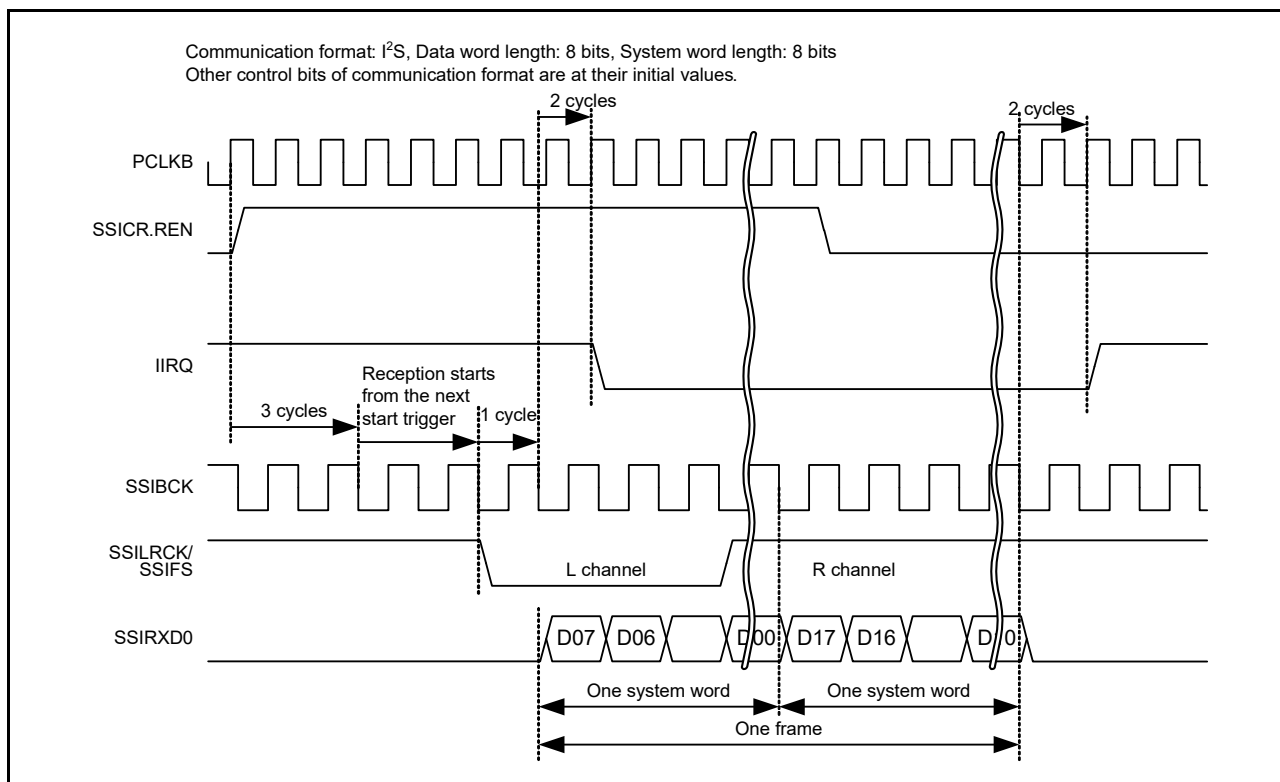 Communication format: I²S, Data word length: 8 bits, System word length: 8 bits
Other control bits of communication format are at their initial values.
2 cycles
2 cycles
PCLKB
SSICR.REN
IIRQ
Reception starts
from the next
start trigger
3 cycles
1 cycle
SSIBCK
SSILRCK/
SSIFS
L channel
R channel
SSIRXD0
D07
D06
D00
D17
D16
One system word
One system word
One frame